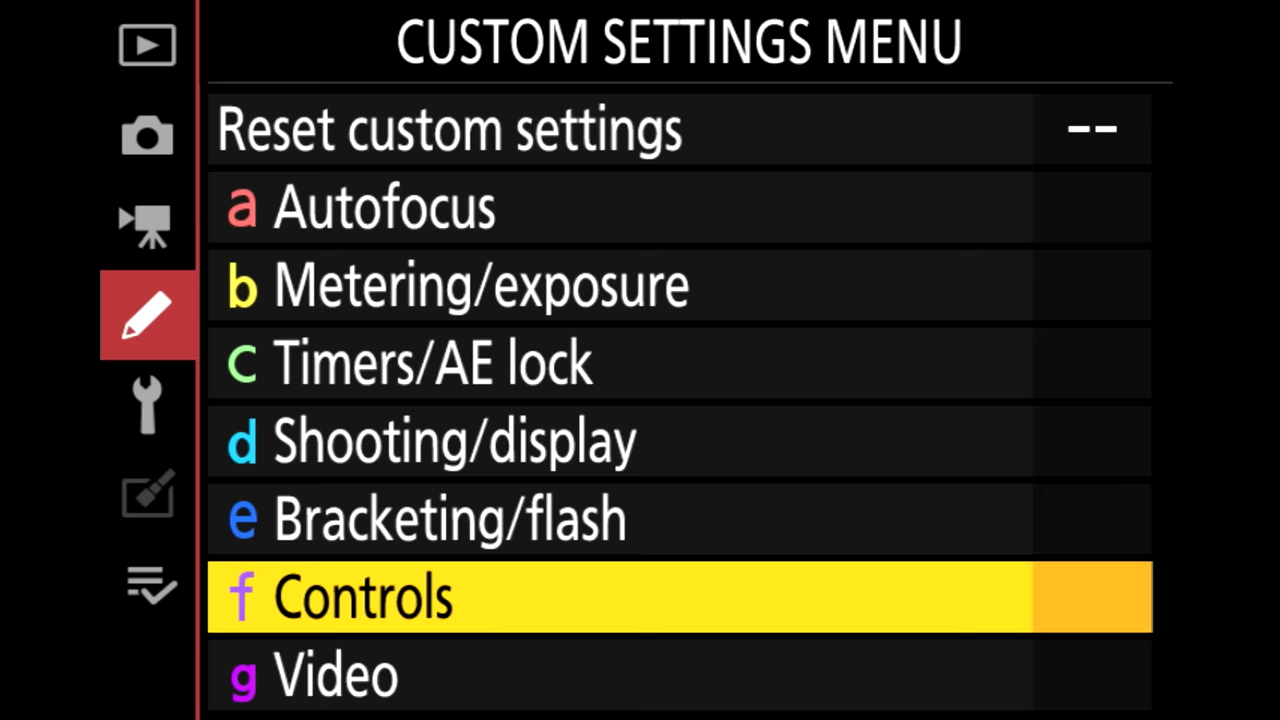 CUSTOM SETTINGS MENU
Reset custom settings --
a Autofocus
b Metering/exposure
c Timers/AE lock
d Shooting/display
e Bracketing/flash
f Controls
g Video